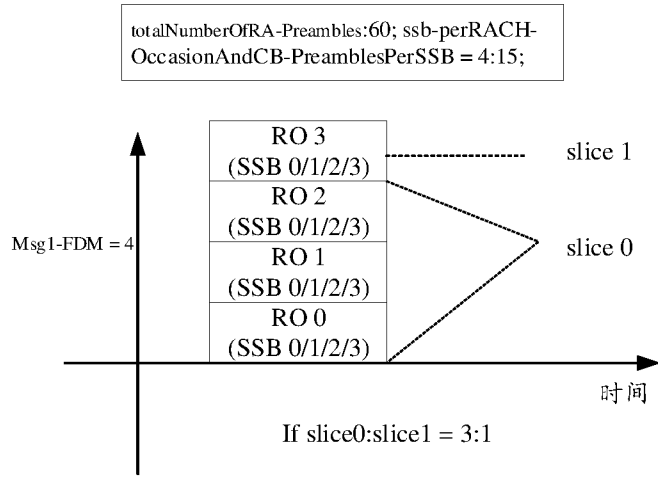 totalNumberOfRA-Preambles:60; ssb-perRACH-
OccasionAndCB-PreamblesPerSSB = 4:15;
RO 3
(SSB 0/1/2/3)
slice 1
RO 2
(SSB 0/1/2/3)
Msg1-FDM = 4
slice 0
RO 1
(SSB 0/1/2/3)
RO 0
(SSB 0/1/2/3)
时间
If slice0:slice1 = 3:1